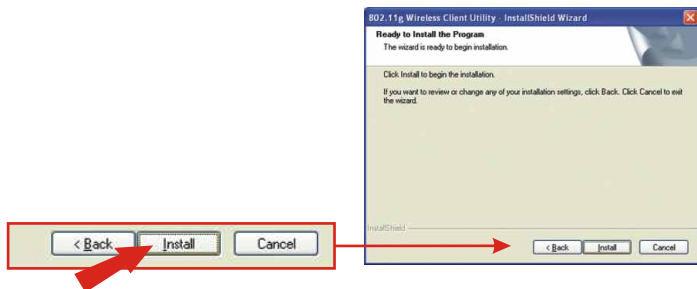 802.11g Wireless Client Utility - InstallShield Wizard
Ready to Install the Program
The wizard is ready to begin installation.
Click Install to begin the installation.
If you want to review or change any of your installation settings, click Back. Click Cancel to exit
the wizard.
InstallShield
< Back Install Cancel
< Back Install Cancel